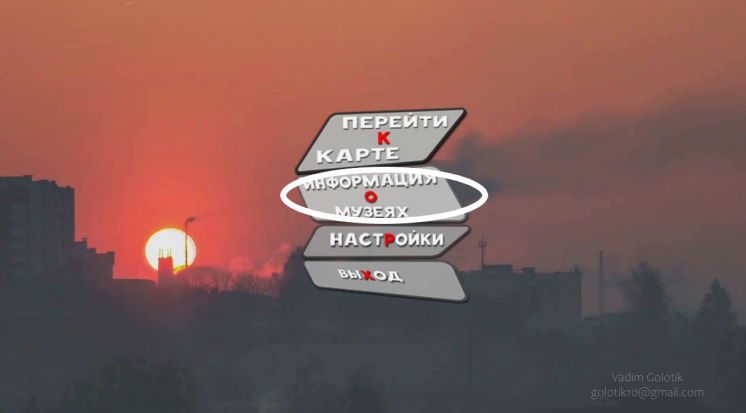 ПЕРЕЙТИ
К
КАРТЕ
ИНФОРМАЦИЯ
О
МУЗЕЯХ
НАСТРОЙКИ
ВЫХОД
Vadim Golotik
golotik10@gmail.com